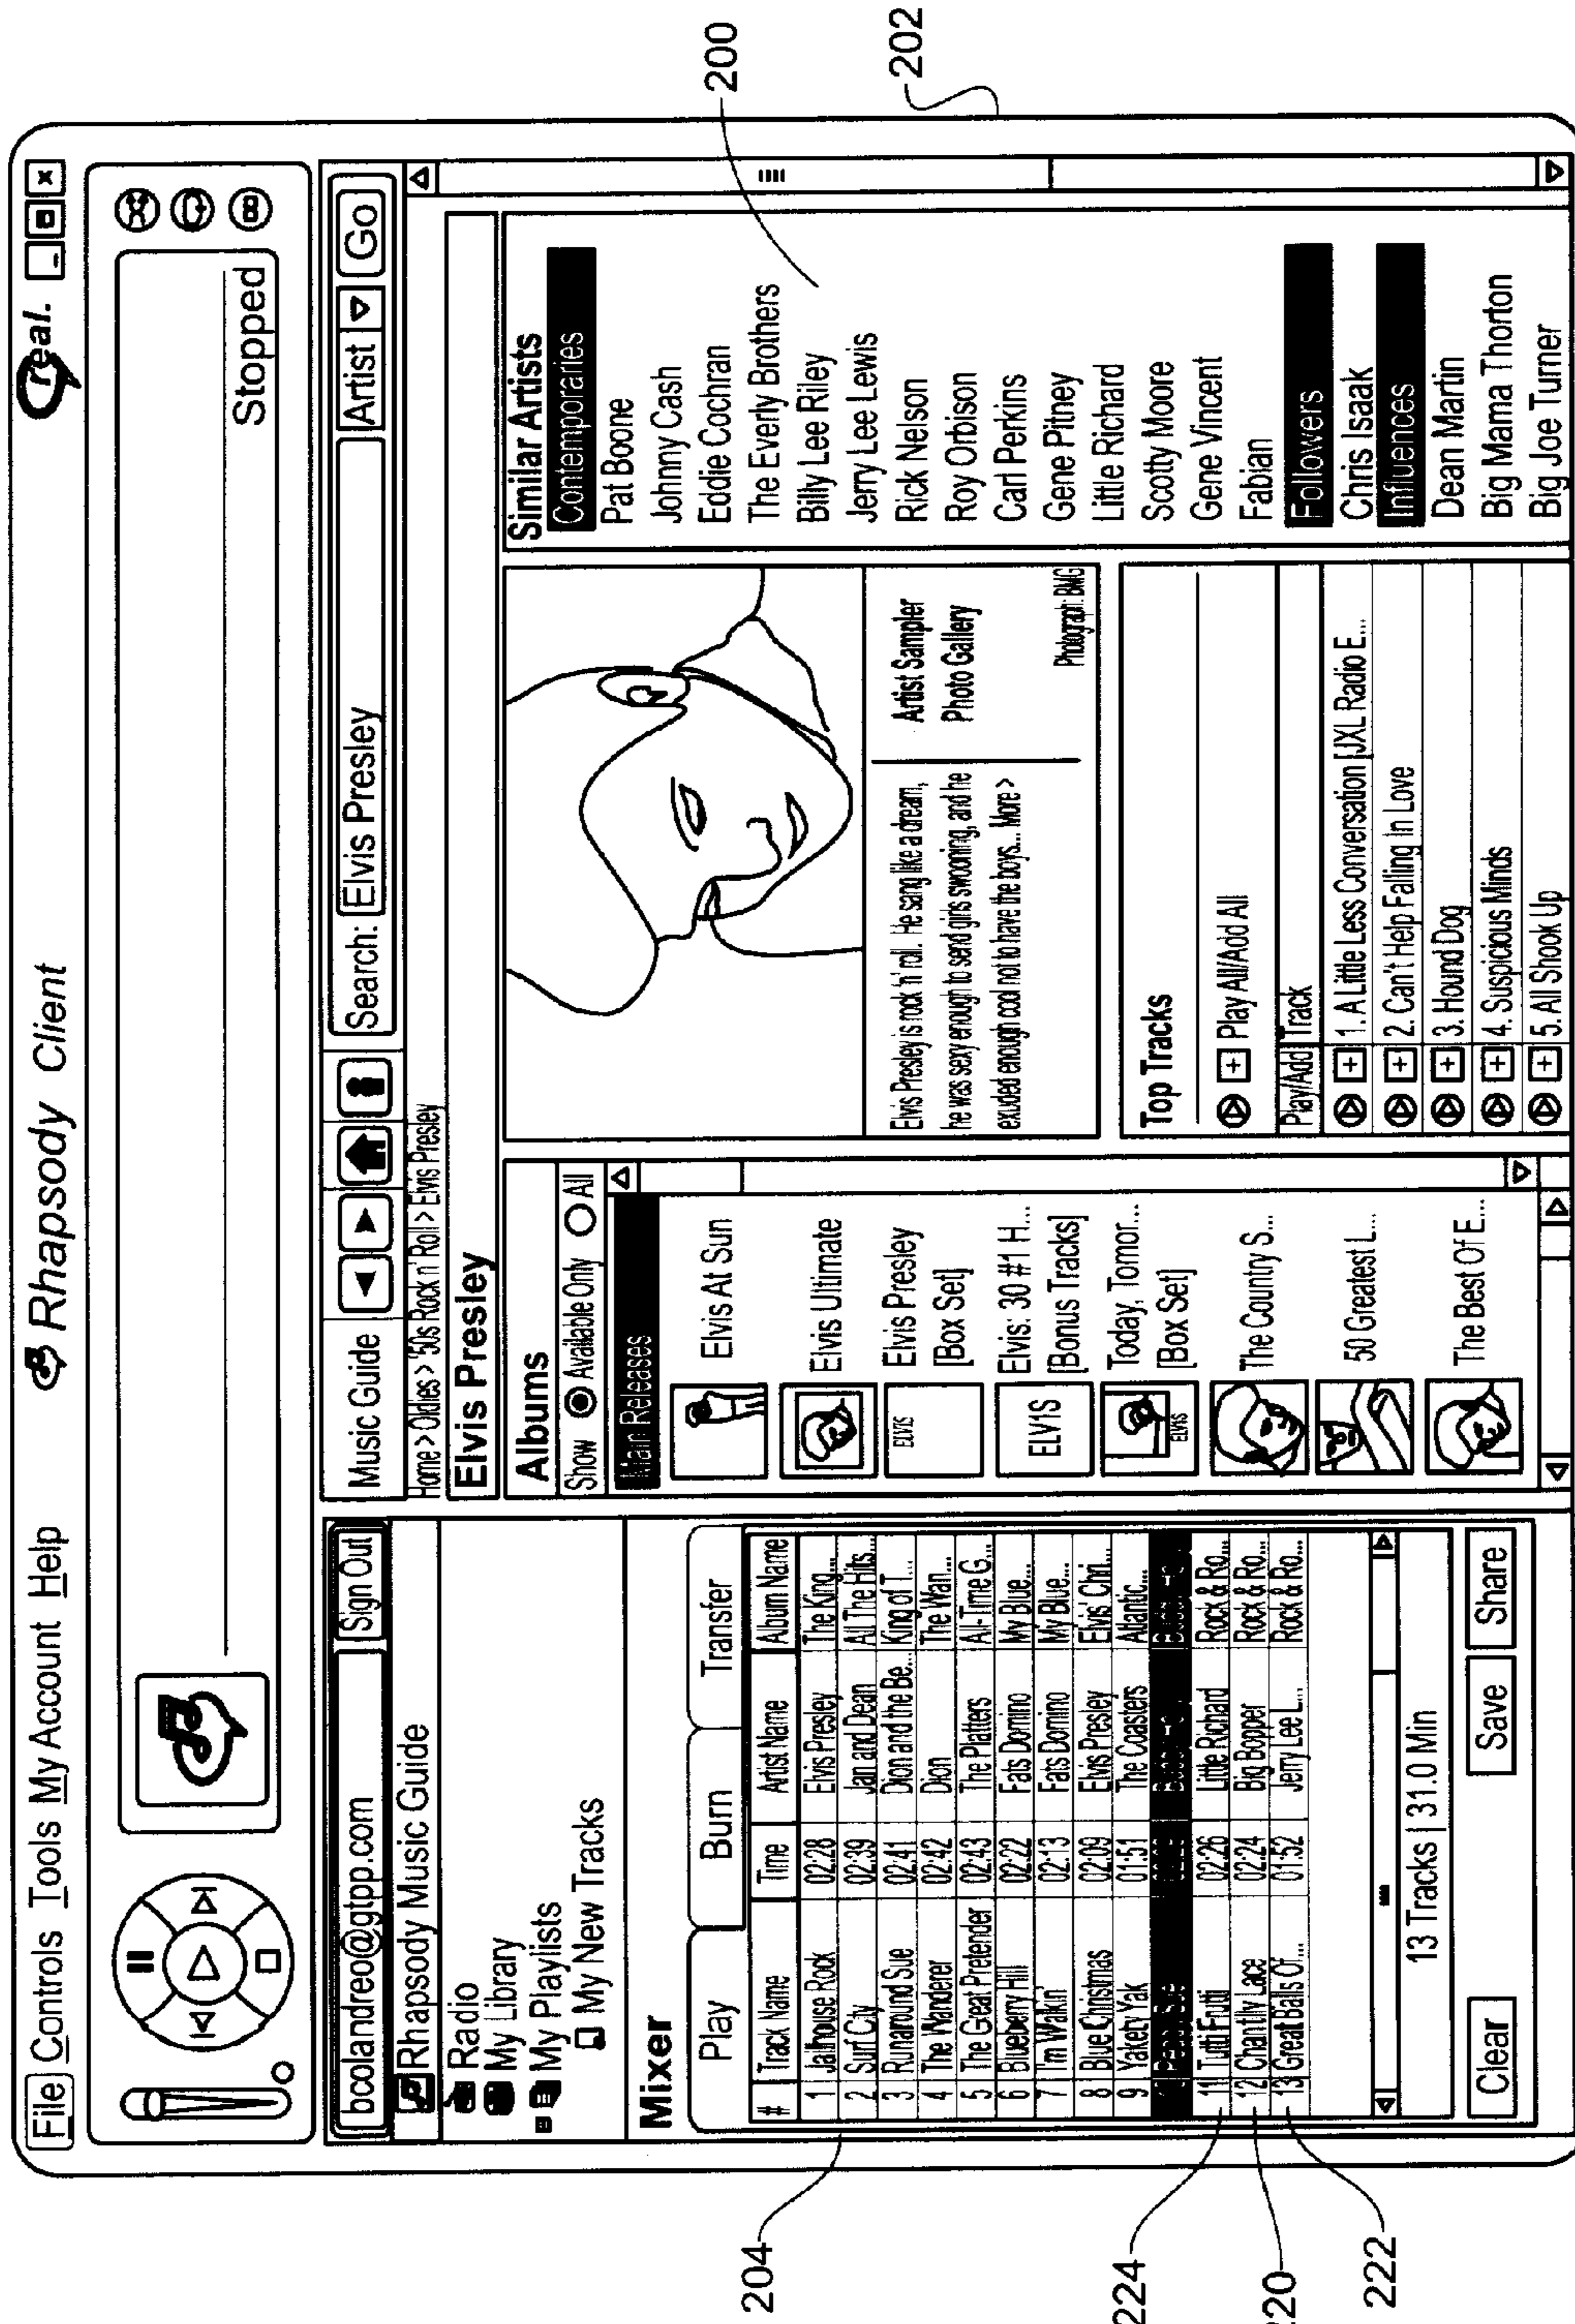 File Controls Tools My Account Help
Rhapsody Client
real.
Stopped
bcolandreo@gtpp.com Sign Out
Rhapsody Music Guide
Radio
My Library
My Playlists
My New Tracks
Mixer
Play Burn Transfer
# Track Name Time Artist Name Album Name
1 Jailhouse Rock 02:28 Elvis Presley The King...
2 Surf City 02:39 Jan and Dean All The Hits...
3 Runaround Sue 02:41 Dion and the Be... King of T...
4 The Wanderer 02:42 Dion The Wan...
5 The Great Pretender 02:43 The Platters All-Time G...
6 Blueberry Hill 02:22 Fats Domino My Blue...
7 I'm Walkin' 02:13 Fats Domino My Blue...
8 Blue Christmas 02:09 Elvis Presley Elvis' Chri...
9 Yakety Yak 01:51 The Coasters Atlantic...
11 Tutti Frutti 02:26 Little Richard Rock & Ro...
12 Chantilly Lace 02:24 Big Bopper Rock & Ro...
13 Great Balls Of... 01:52 Jerry Lee L... Rock & Ro...
13 Tracks | 31.0 Min
Clear Save Share
Music Guide
Search: Elvis Presley Artist Go
Home > Oldies > '50s Rock n' Roll > Elvis Presley
Elvis Presley
Albums
Show Available Only All
Main Releases
Elvis At Sun
Elvis Ultimate
ELVIS
Elvis Presley
[Box Set]
ELV1S
Elvis: 30 #1 H...
[Bonus Tracks]
ELVIS
Today, Tomor...
[Box Set]
The Country S...
50 Greatest L...
The Best Of E...
Elvis Presley is rock 'n' roll. He sang like a dream,
he was sexy enough to send girls swooning, and he
exuded enough cool not to have the boys... More >
Artist Sampler
Photo Gallery
Photograph: BMG
Top Tracks
Play All/Add All
Play/Add Track
1. A Little Less Conversation [JXL Radio E...
2. Can't Help Falling In Love
3. Hound Dog
4. Suspicious Minds
5. All Shook Up
Similar Artists
Contemporaries
Pat Boone
Johnny Cash
Eddie Cochran
The Everly Brothers
Billy Lee Riley
Jerry Lee Lewis
Rick Nelson
Roy Orbison
Carl Perkins
Gene Pitney
Little Richard
Scotty Moore
Gene Vincent
Fabian
Followers
Chris Isaak
Influences
Dean Martin
Big Mama Thorton
Big Joe Turner
200
202
204
224
220
222